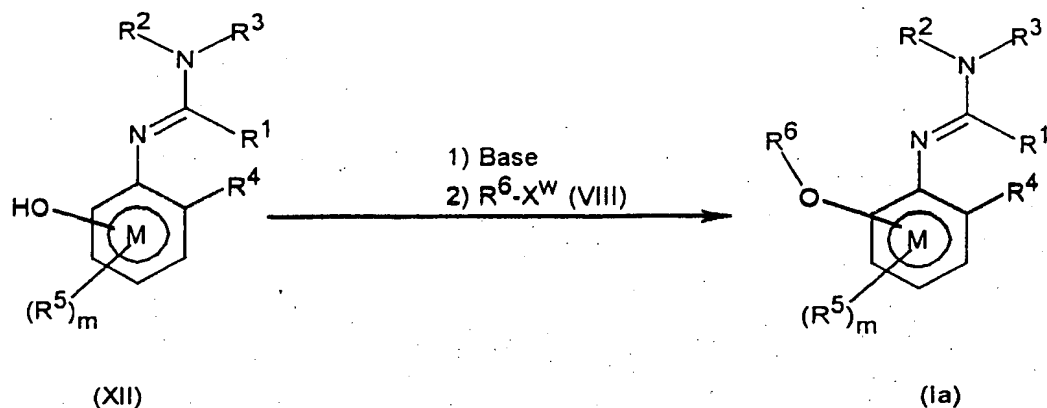 R² R³
N
N R¹
HO R⁴
M
(R⁵)m
(XII)
1) Base
2) R⁶-Xᵂ (VIII)
R² R³
N
R⁶ N R¹
O R⁴
M
(R⁵)m
(Ia)